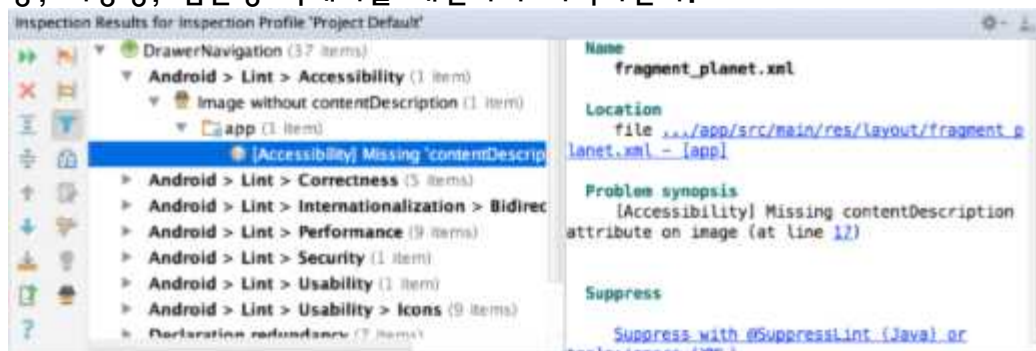 Inspection Results for Inspection Profile 'Project Default'
DrawerNavigation (37 items)
Android > Lint > Accessibility (1 item)
Image without contentDescription (1 item)
app (1 item)
[Accessibility] Missing 'contentDescrip
Android > Lint > Correctness (5 items)
Android > Lint > Internationalization > Bidirec
Android > Lint > Performance (9 items)
Android > Lint > Security (1 item)
Android > Lint > Usability (1 item)
Android > Lint > Usability > Icons (9 items)
Declaration redundancy (7 items)
Name
fragment_planet.xml
Location
file .../app/src/main/res/layout/fragment_p
lanet.xml - [app]
Problem synopsis
[Accessibility] Missing contentDescription
attribute on image (at line 17)
Suppress
Suppress with @SuppressLint (Java) or